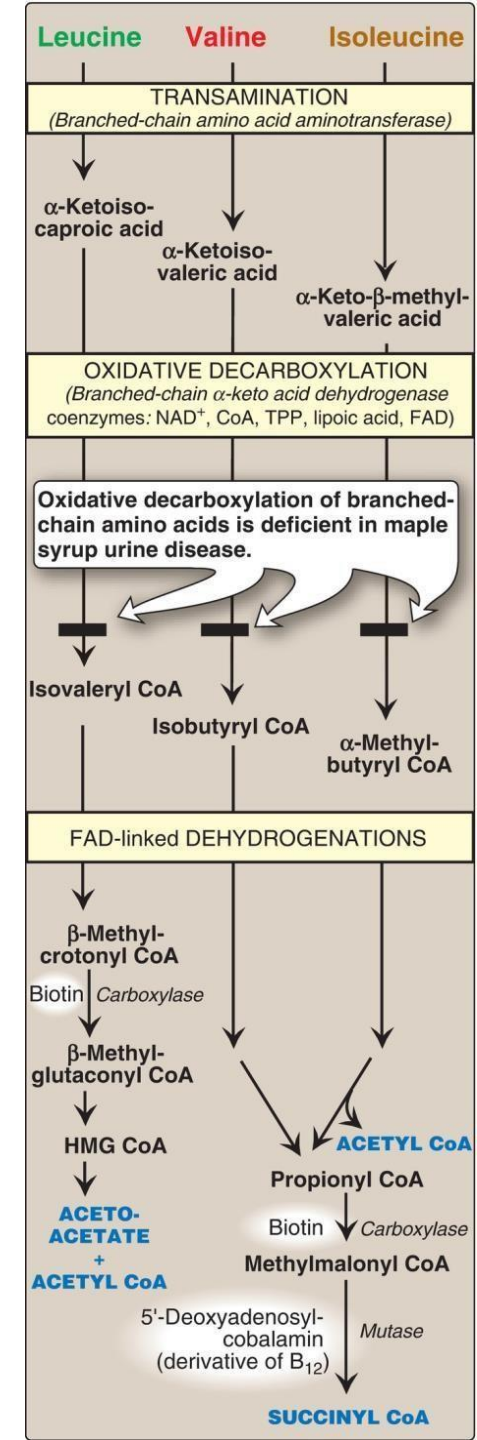 Leucine Valine Isoleucine
TRANSAMINATION
(Branched-chain amino acid aminotransferase)
α-Ketoiso-
caproic acid
α-Ketoiso-
valeric acid
α-Keto-β-methyl-
valeric acid
OXIDATIVE DECARBOXYLATION
(Branched-chain α-keto acid dehydrogenase
coenzymes: NAD⁺, CoA, TPP, lipoic acid, FAD)
Oxidative decarboxylation of branched-
chain amino acids is deficient in maple
syrup urine disease.
Isovaleryl CoA
Isobutyryl CoA
α-Methyl-
butyryl CoA
FAD-linked DEHYDROGENATIONS
β-Methyl-
crotonyl CoA
Biotin Carboxylase
β-Methyl-
glutaconyl CoA
HMG CoA
ACETO-
ACETATE
+
ACETYL CoA
ACETYL CoA
Propionyl CoA
Biotin Carboxylase
Methylmalonyl CoA
5'-Deoxyadenosyl-
cobalamin
(derivative of B₁₂)
Mutase
SUCCINYL CoA